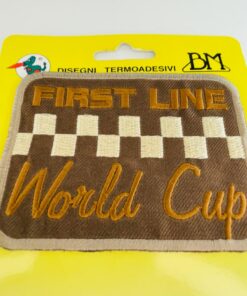 DISEGNI TERMOADESIVI BM
FIRST LINE
World Cup